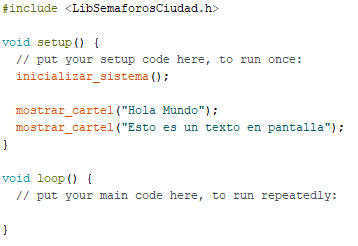 #include <LibSemaforosCiudad.h>
void setup() {
// put your setup code here, to run once:
inicializar_sistema();
mostrar_cartel("Hola Mundo");
mostrar_cartel("Esto es un texto en pantalla");
}
void loop() {
// put your main code here, to run repeatedly:
}